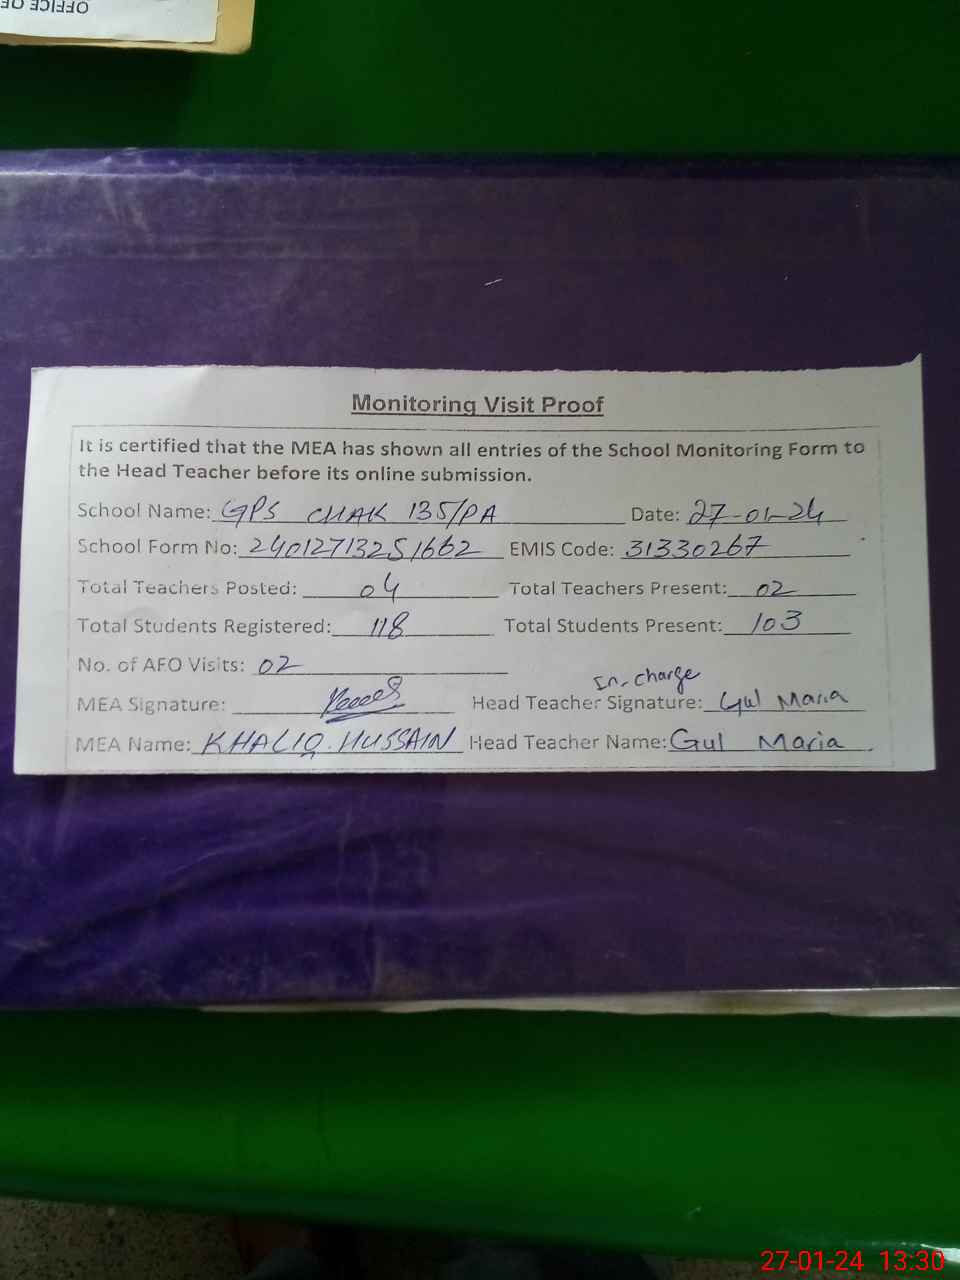 OFFICE OF
Monitoring Visit Proof
It is certified that the MEA has shown all entries of the School Monitoring Form to
the Head Teacher before its online submission.
School Name: GPS CHAK 135/PA Date: 27-01-24
School Form No: 24012713251662 EMIS Code: 31330267
Total Teachers Posted: 04 Total Teachers Present: 02
Total Students Registered: 118 Total Students Present: 103
No. of AFO Visits: 02
In-charge
MEA Signature: Head Teacher Signature: Gul Maria
MEA Name: KHALIQ.HUSSAIN Head Teacher Name: Gul Maria
27-01-24 13:30